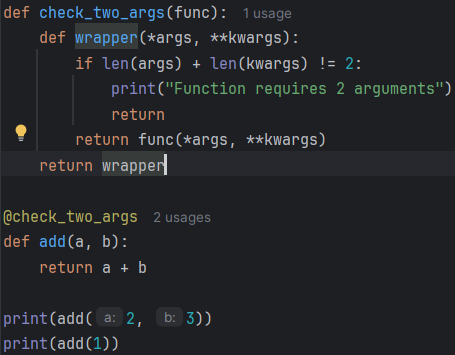 def check_two_args(func): 1 usage
    def wrapper(*args, **kwargs):
        if len(args) + len(kwargs) != 2:
            print("Function requires 2 arguments")
            return
        return func(*args, **kwargs)
    return wrapper

@check_two_args 2 usages
def add(a, b):
    return a + b

print(add( a: 2, b: 3))
print(add(1))